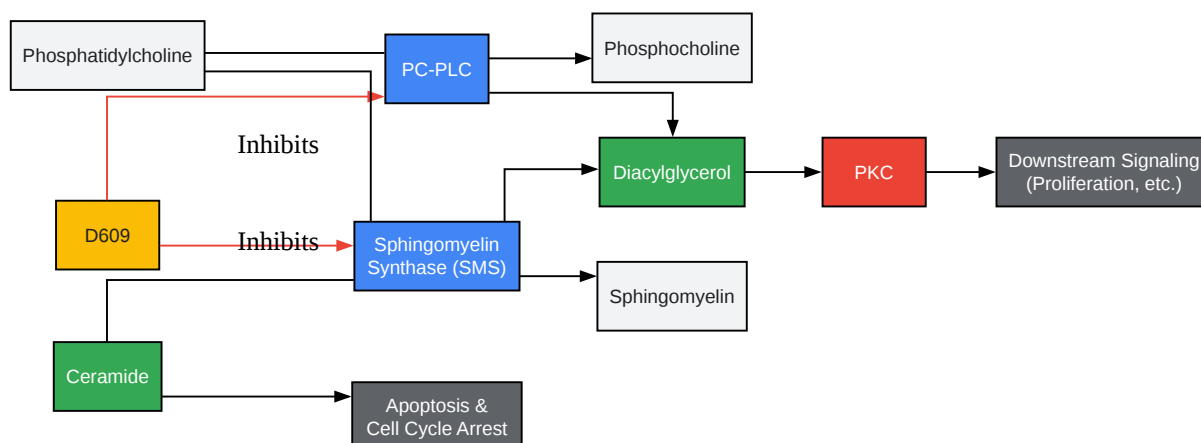 Phosphatidylcholine
PC-PLC
Phosphocholine
Inhibits
Diacylglycerol
PKC
Downstream Signaling
(Proliferation, etc.)
D609
Inhibits
Sphingomyelin
Synthase (SMS)
Sphingomyelin
Ceramide
Apoptosis &
Cell Cycle Arrest